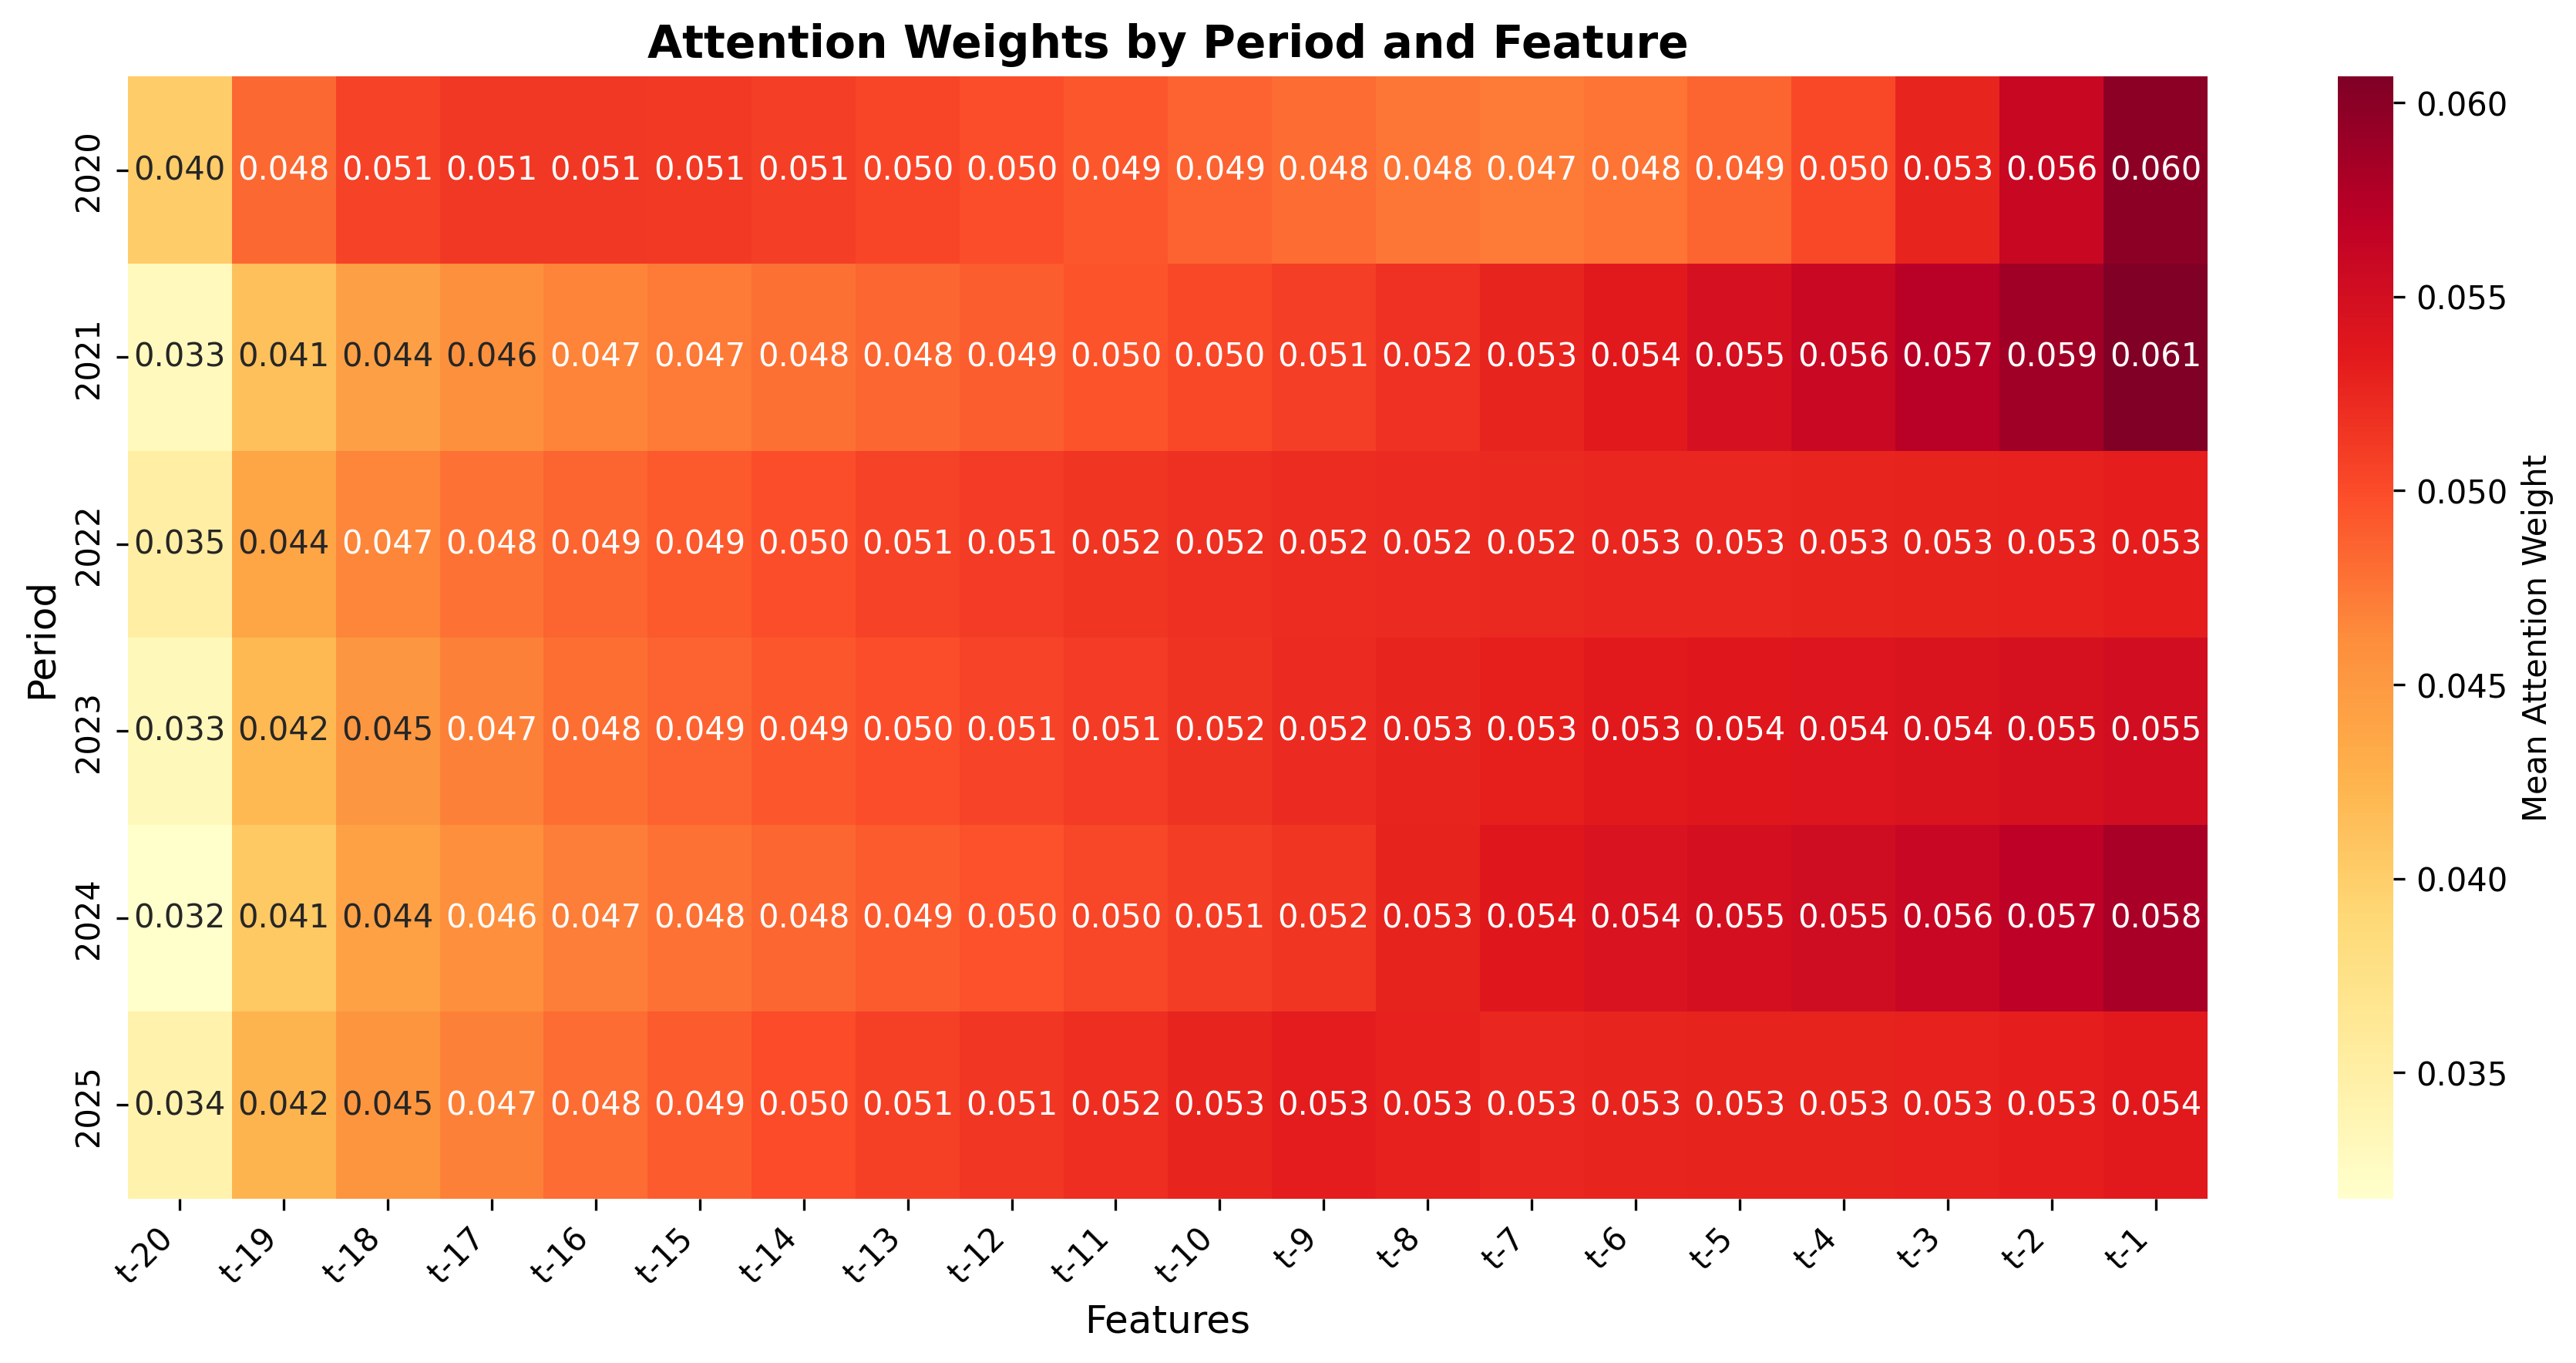 Attention Weights by Period and Feature
Period
2020 0.040 0.048 0.051 0.051 0.051 0.051 0.051 0.050 0.050 0.049 0.049 0.048 0.048 0.047 0.048 0.049 0.050 0.053 0.056 0.060
2021 0.033 0.041 0.044 0.046 0.047 0.047 0.048 0.048 0.049 0.050 0.050 0.051 0.052 0.053 0.054 0.055 0.056 0.057 0.059 0.061
2022 0.035 0.044 0.047 0.048 0.049 0.049 0.050 0.051 0.051 0.052 0.052 0.052 0.052 0.052 0.053 0.053 0.053 0.053 0.053 0.053
2023 0.033 0.042 0.045 0.047 0.048 0.049 0.049 0.050 0.051 0.051 0.052 0.052 0.053 0.053 0.053 0.054 0.054 0.054 0.055 0.055
2024 0.032 0.041 0.044 0.046 0.047 0.048 0.048 0.049 0.050 0.050 0.051 0.052 0.053 0.054 0.054 0.055 0.055 0.056 0.057 0.058
2025 0.034 0.042 0.045 0.047 0.048 0.049 0.050 0.051 0.051 0.052 0.053 0.053 0.053 0.053 0.053 0.053 0.053 0.053 0.053 0.054
t-20 t-19 t-18 t-17 t-16 t-15 t-14 t-13 t-12 t-11 t-10 t-9 t-8 t-7 t-6 t-5 t-4 t-3 t-2 t-1
Features
0.060
0.055
0.050
0.045
0.040
0.035
Mean Attention Weight